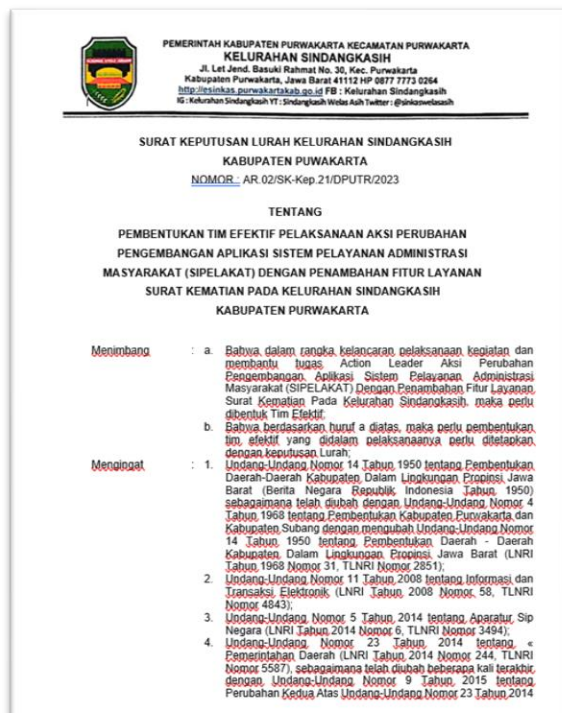 PEMERINTAH KABUPATEN PURWAKARTA KECAMATAN PURWAKARTA
KELURAHAN SINDANGKASIH
Jl. Let Jend. Basuki Rahmat No. 30, Kec. Purwakarta
Kabupaten Purwakarta, Jawa Barat 41112 HP 0877 7773 0264
http://esinkas.purwakartakab.go.id FB : Kelurahan Sindangkasih
IG : Kelurahan Sindangkasih YT : Sindangkasih Welas Asih Twitter : @sinkaswelasasih
SURAT KEPUTUSAN LURAH KELURAHAN SINDANGKASIH
KABUPATEN PUWAKARTA
NOMOR : AR.02/SK-Kep.21/DPUTR/2023
TENTANG
PEMBENTUKAN TIM EFEKTIF PELAKSANAAN AKSI PERUBAHAN
PENGEMBANGAN APLIKASI SISTEM PELAYANAN ADMINISTRASI
MASYARAKAT (SIPELAKAT) DENGAN PENAMBAHAN FITUR LAYANAN
SURAT KEMATIAN PADA KELURAHAN SINDANGKASIH
KABUPATEN PURWAKARTA
Menimbang : a. Bahwa dalam rangka kelancaran pelaksanaan kegiatan dan
membantu tugas Action Leader Aksi Perubahan
Pengembangan Aplikasi Sistem Pelayanan Administrasi
Masyarakat (SIPELAKAT) Dengan Penambahan Fitur Layanan
Surat Kematian Pada Kelurahan Sindangkasih, maka perlu
dibentuk Tim Efektif;
b. Bahwa berdasarkan huruf a diatas, maka perlu pembentukan
tim efektif yang didalam pelaksanaanya perlu ditetapkan
dengan keputusan Lurah;
Mengingat : 1. Undang-Undang Nomor 14 Tahun 1950 tentang Pembentukan
Daerah-Daerah Kabupaten Dalam Lingkungan Propinsi Jawa
Barat (Berita Negara Republik Indonesia Tahun 1950)
sebagaimana telah diubah dengan Undang-Undang Nomor 4
Tahun 1968 tentang Pembentukan Kabupaten Purwakarta dan
Kabupaten Subang dengan mengubah Undang-Undang Nomor
14 Tahun 1950 tentang Pembentukan Daerah - Daerah
Kabupaten Dalam Lingkungan Propinsi Jawa Barat (LNRI
Tahun 1968 Nomor 31, TLNRI Nomor 2851);
2. Undang-Undang Nomor 11 Tahun 2008 tentang Informasi dan
Transaksi Elektronik (LNRI Tahun 2008 Nomor 58, TLNRI
Nomor 4843);
3. Undang-Undang Nomor 5 Tahun 2014 tentang Aparatur Sip
Negara (LNRI Tahun 2014 Nomor 6, TLNRI Nomor 3494);
4. Undang-Undang Nomor 23 Tahun 2014 tentang «
Pemerintahan Daerah (LNRI Tahun 2014 Nomor 244, TLNRI
Nomor 5587), sebagaimana telah diubah beberapa kali terakhir
dengan Undang-Undang Nomor 9 Tahun 2015 tentang
Perubahan Kedua Atas Undang-Undang Nomor 23 Tahun 2014